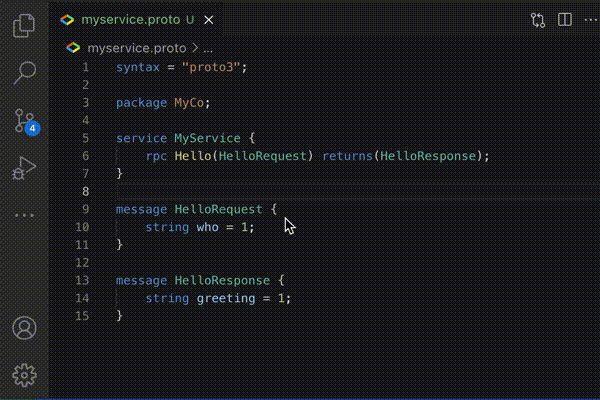 myservice.proto U
myservice.proto > ...
1 syntax = "proto3";
2
3 package MyCo;
4
5 service MyService {
6 rpc Hello(HelloRequest) returns(HelloResponse);
7 }
8
9 message HelloRequest {
10 string who = 1;
11 }
12
13 message HelloResponse {
14 string greeting = 1;
15 }
4